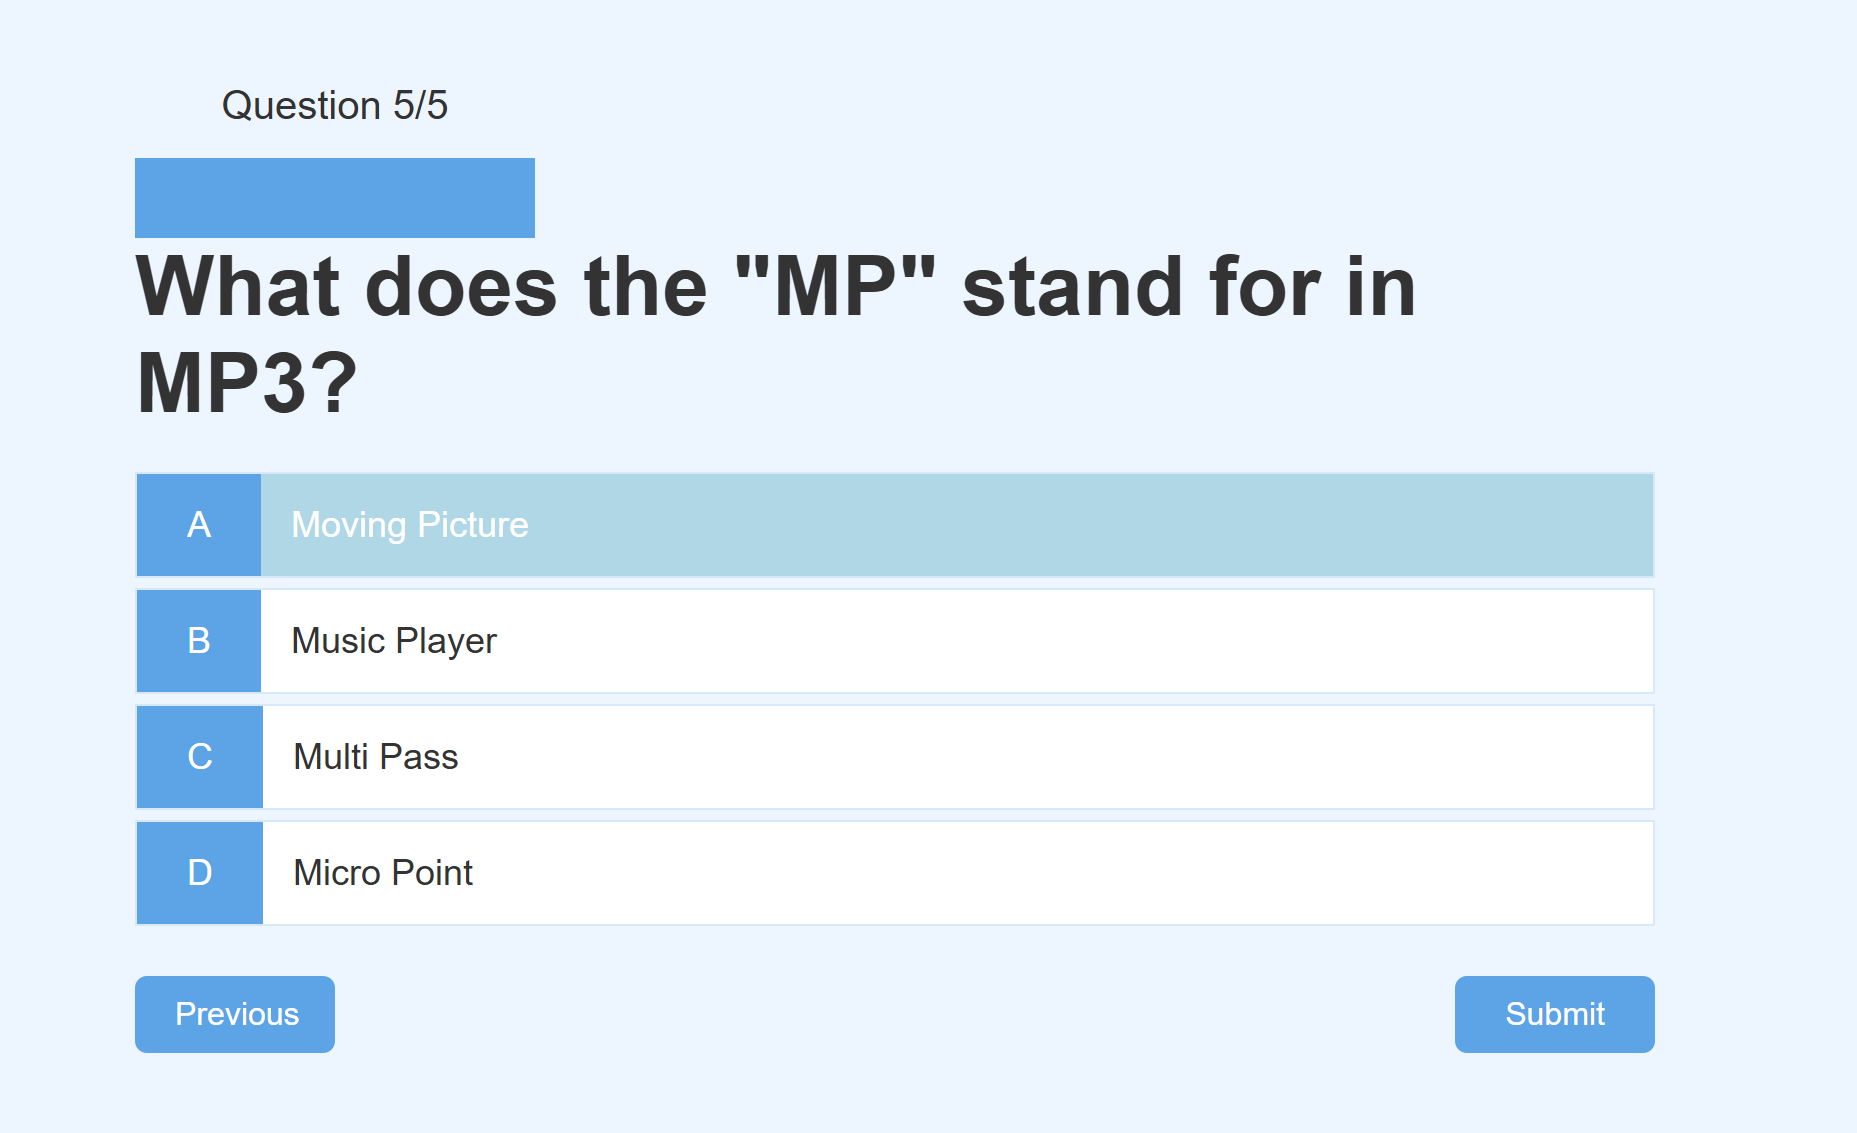 Question 5/5
What does the "MP" stand for in
MP3?
A Moving Picture
B Music Player
C Multi Pass
D Micro Point
Previous Submit